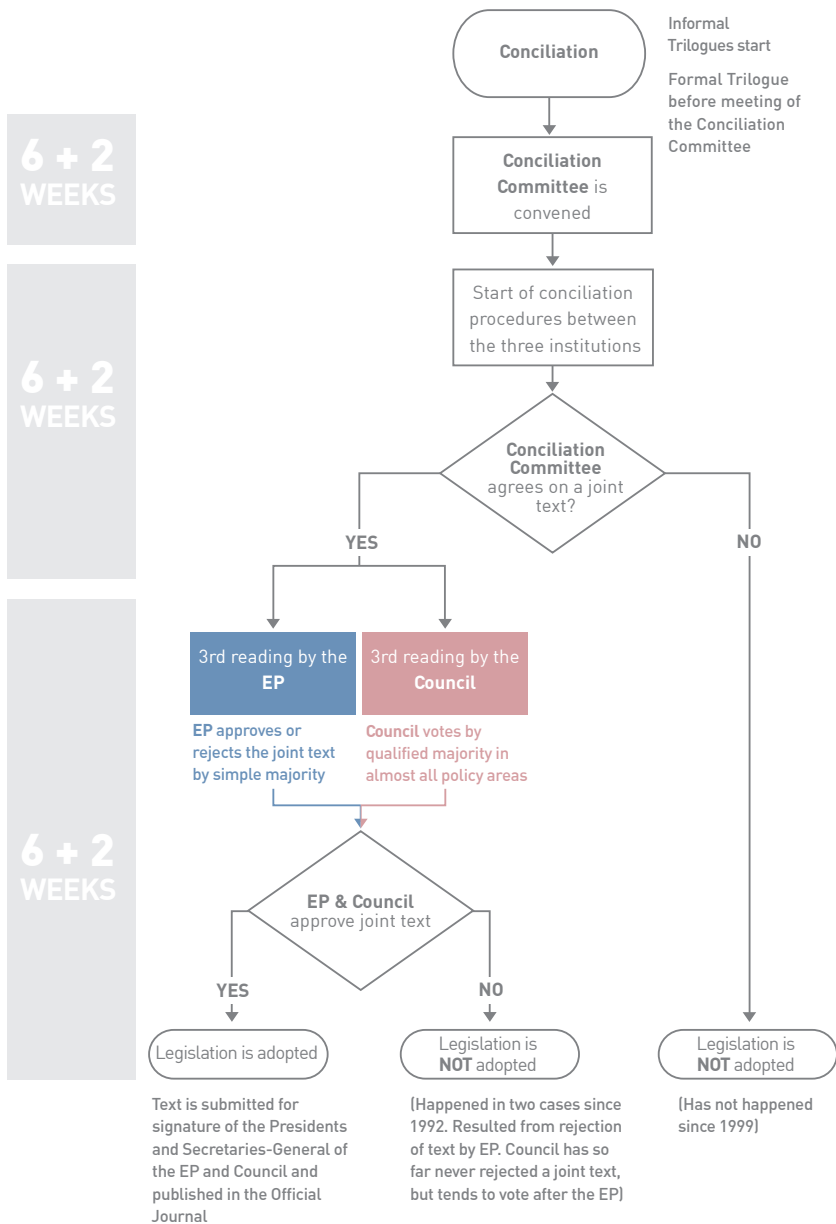 Conciliation
Informal
Trilogues start
Formal Trilogue
before meeting of
the Conciliation
Committee
6 + 2
WEEKS
Conciliation
Committee is
convened
6 + 2
WEEKS
Start of conciliation
procedures between
the three institutions
Conciliation
Committee
agrees on a joint
text?
YES
NO
6 + 2
WEEKS
3rd reading by the
EP
3rd reading by the
Council
EP approves or
rejects the joint text
by simple majority
Council votes by
qualified majority in
almost all policy areas
EP & Council
approve joint text
YES
NO
Legislation is adopted
Legislation is
NOT adopted
Legislation is
NOT adopted
Text is submitted for
signature of the Presidents
and Secretaries-General of
the EP and Council and
published in the Official
Journal
(Happened in two cases since
1992. Resulted from rejection
of text by EP. Council has so
far never rejected a joint text,
but tends to vote after the EP)
(Has not happened
since 1999)